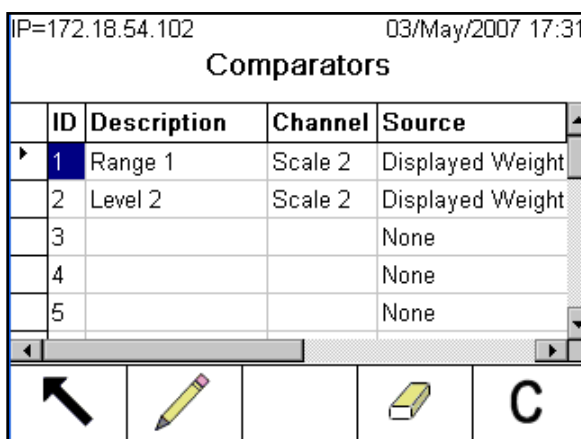 IP=172.18.54.102 03/May/2007 17:31
Comparators
ID Description Channel Source
1 Range 1 Scale 2 Displayed Weight
2 Level 2 Scale 2 Displayed Weight
3 None
4 None
5 None
C